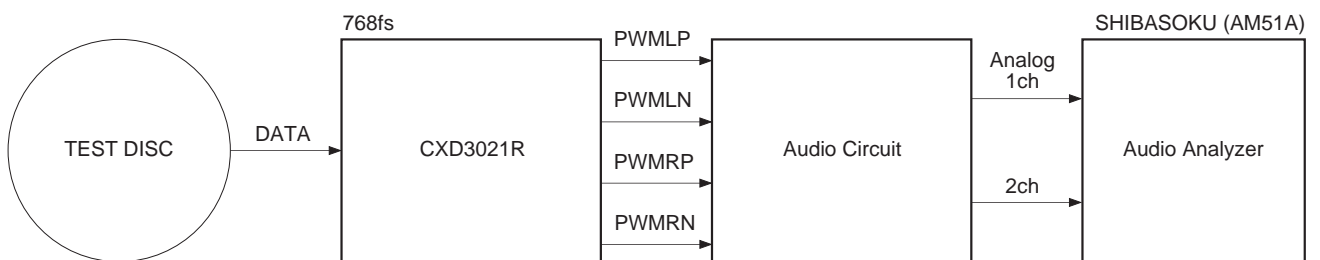 768fs
SHIBASOKU (AM51A)
PWMLP
Analog
1ch
PWMLN
DATA
TEST DISC
CXD3021R
Audio Circuit
Audio Analyzer
PWMRP
2ch
PWMRN